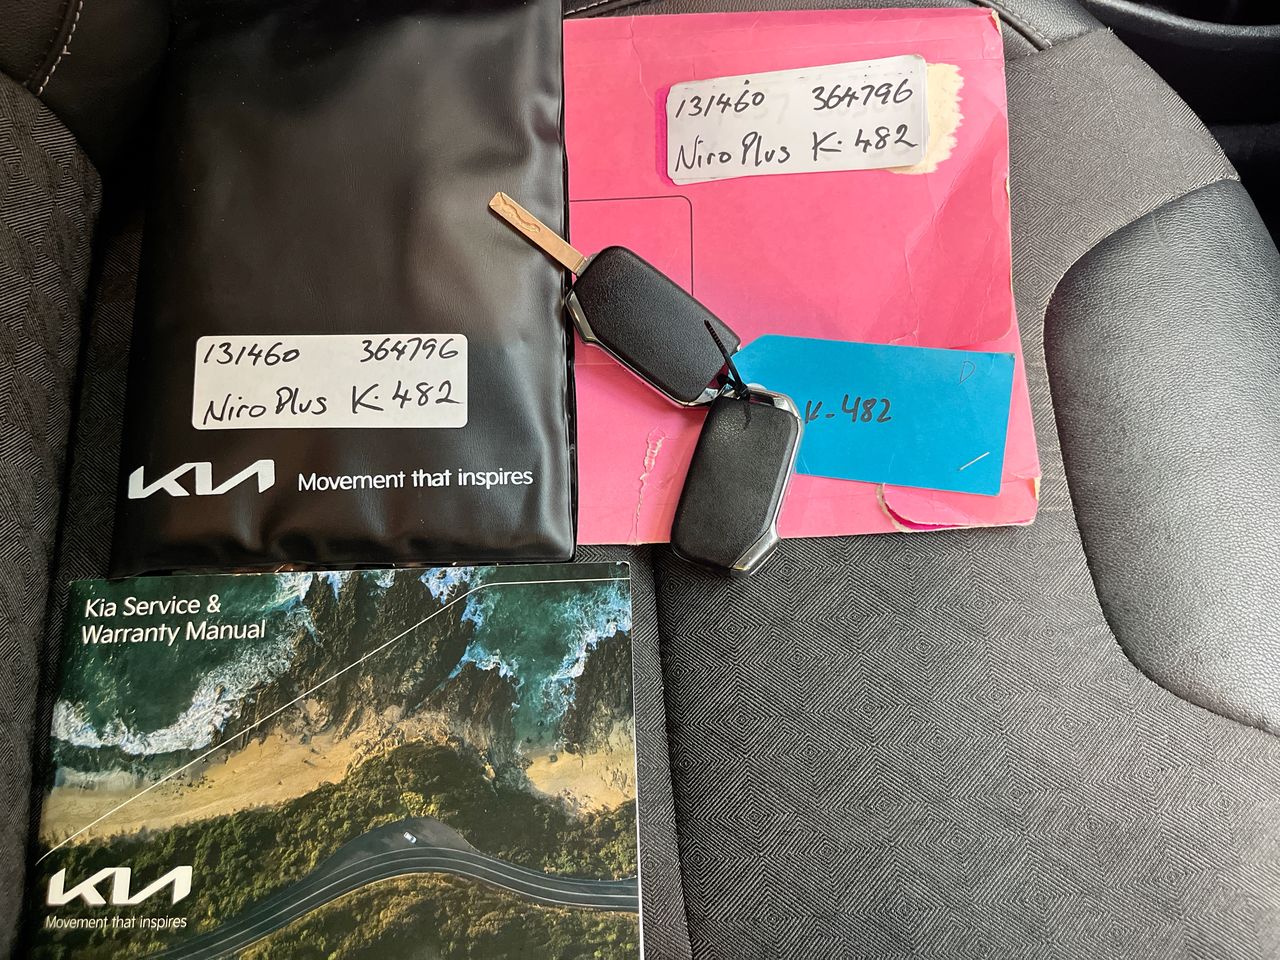 131460 364796
Niro Plus K-482
131460 364796
Niro Plus K-482
KIA Movement that inspires
K-482
D
Kia Service &
Warranty Manual
KIA
Movement that inspires